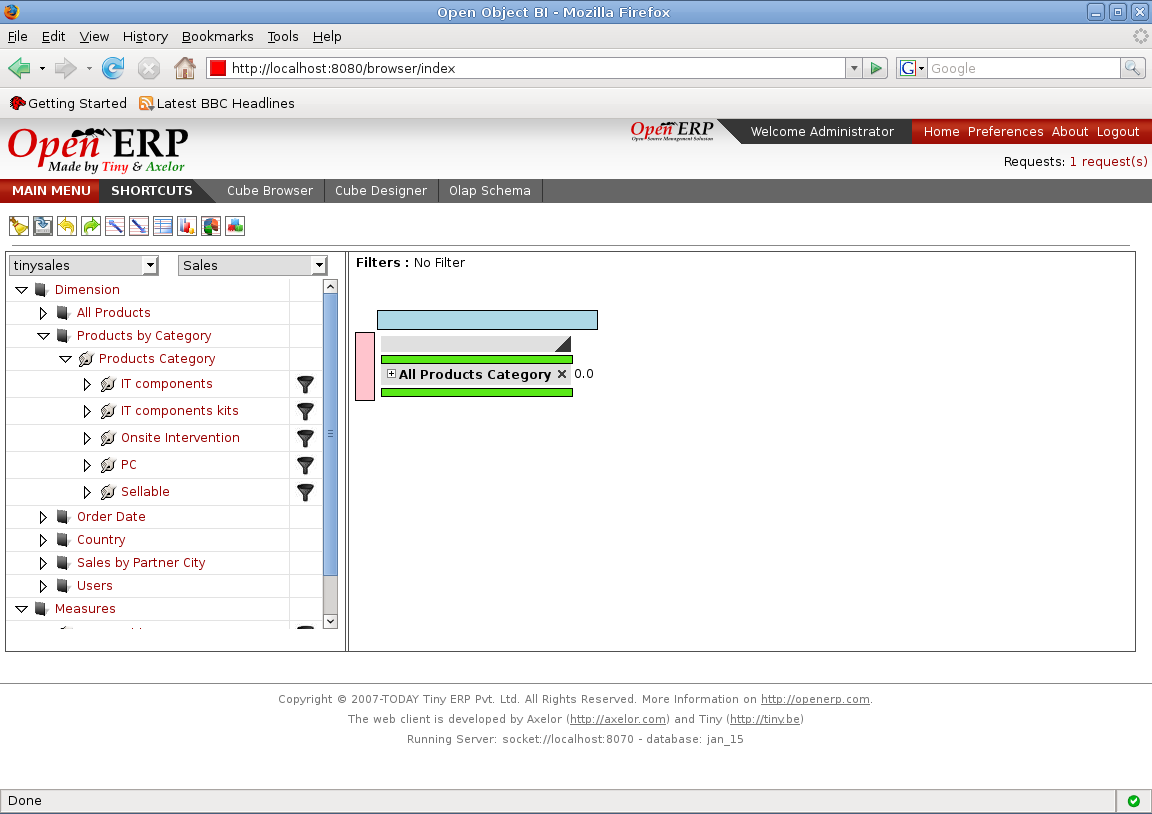 Open Object BI - Mozilla Firefox
File Edit View History Bookmarks Tools Help
http://localhost:8080/browser/index
G Google
Getting Started Latest BBC Headlines
Open ERP
Made by Tiny & Axelor
Open ERP
Open Source Management Solution
Welcome Administrator
Home Preferences About Logout
Requests: 1 request(s)
MAIN MENU SHORTCUTS Cube Browser Cube Designer Olap Schema
tinysales Sales
Filters : No Filter
Dimension
All Products
Products by Category
Products Category
IT components
IT components kits
Onsite Intervention
PC
Sellable
Order Date
Country
Sales by Partner City
Users
Measures
All Products Category 0.0
Copyright © 2007-TODAY Tiny ERP Pvt. Ltd. All Rights Reserved. More Information on http://openerp.com.
The web client is developed by Axelor (http://axelor.com) and Tiny (http://tiny.be)
Running Server: socket://localhost:8070 - database: jan_15
Done